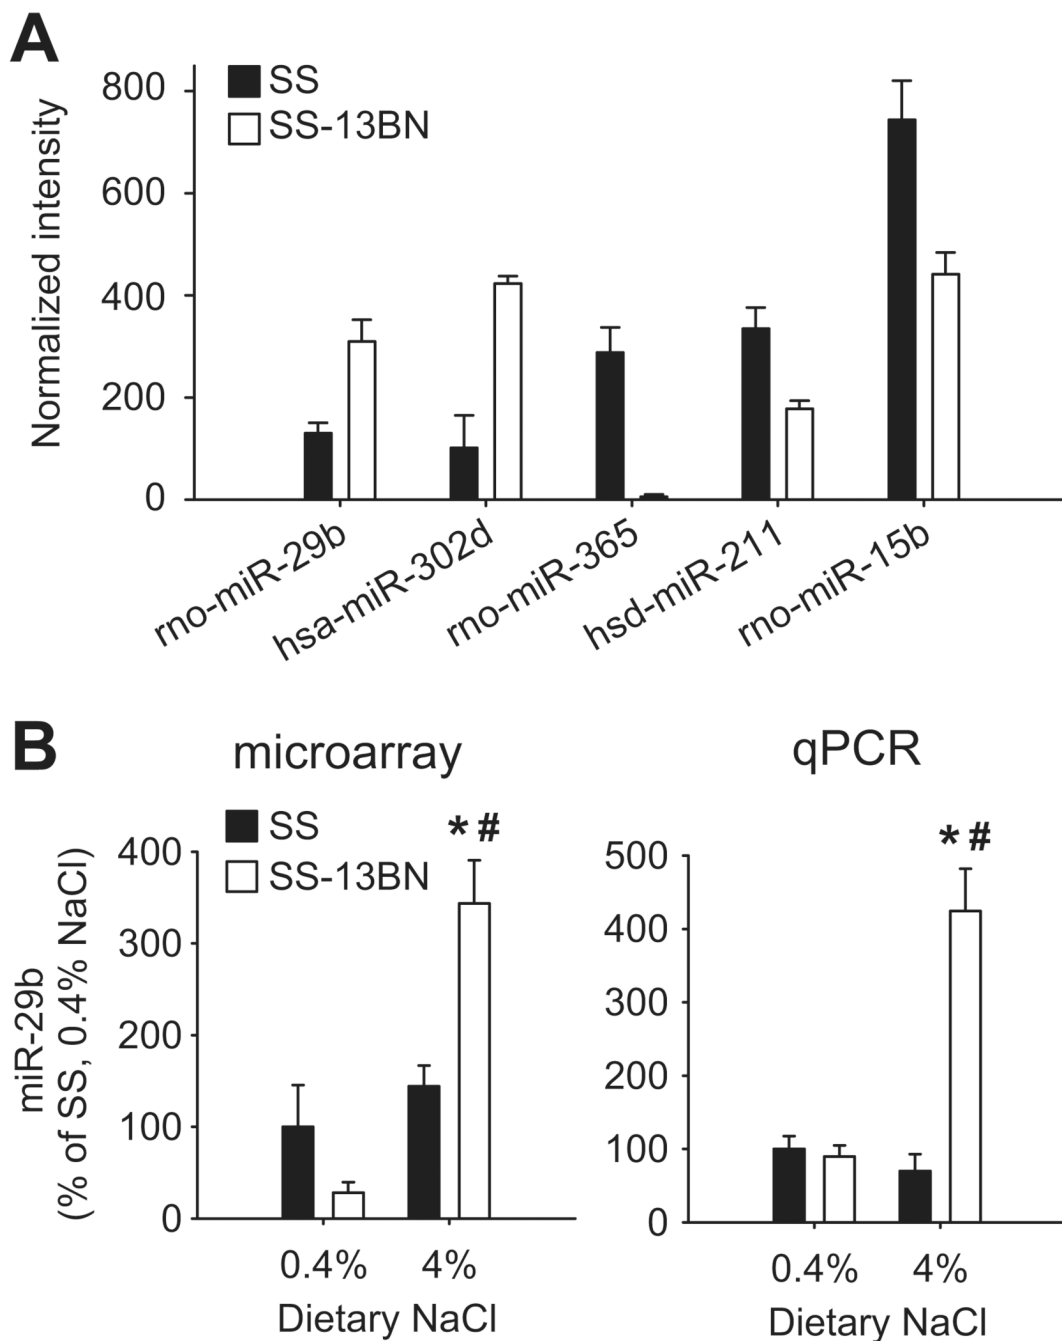 A
SS
SS-13BN
Normalized intensity
800
600
400
200
0
rno-miR-29b
hsa-miR-302d
rno-miR-365
hsd-miR-211
rno-miR-15b
B
microarray
SS
SS-13BN
* #
miR-29b
(% of SS, 0.4% NaCl)
400
300
200
100
0
0.4%
4%
Dietary NaCl
qPCR
* #
500
400
300
200
100
0
0.4%
4%
Dietary NaCl